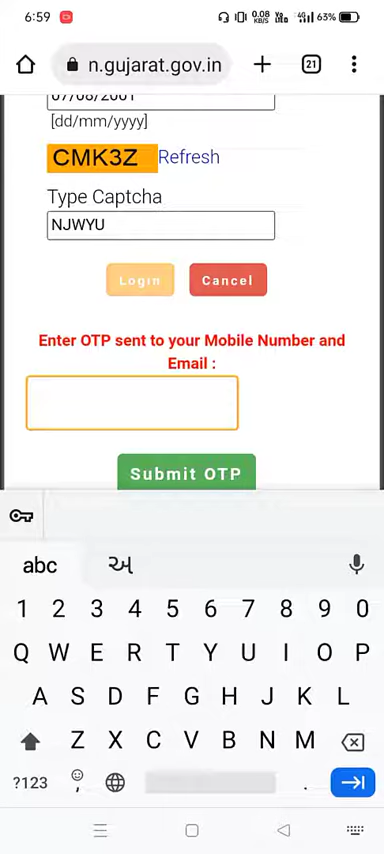 6:59 0.08 KB/S 4G 63%
n.gujarat.gov.in + 21
07/08/2001
[dd/mm/yyyy]
CMK3Z Refresh
Type Captcha
NJWYU
Login Cancel
Enter OTP sent to your Mobile Number and
Email :
Submit OTP
abc અ
1 2 3 4 5 6 7 8 9 0
Q W E R T Y U I O P
A S D F G H J K L
Z X C V B N M
?123 , .